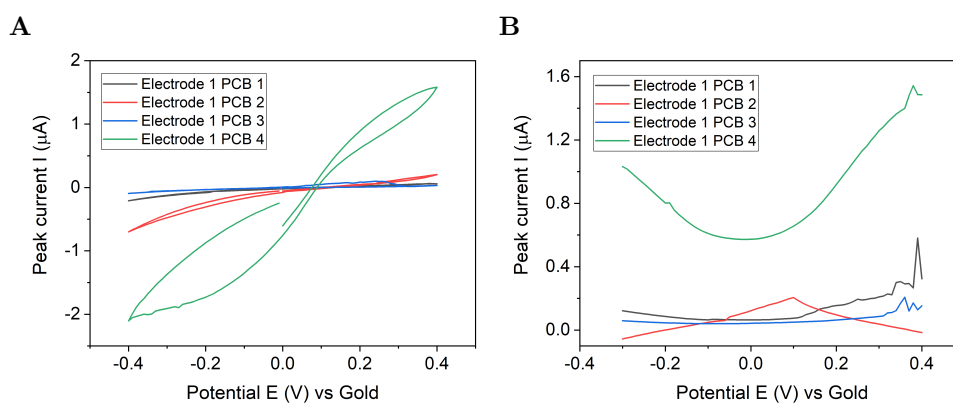 A
Peak current I (μA)
2
1
0
-1
-2
Electrode 1 PCB 1
Electrode 1 PCB 2
Electrode 1 PCB 3
Electrode 1 PCB 4
-0.4
-0.2
0.0
0.2
0.4
Potential E (V) vs Gold
B
Peak current I (μA)
1.6
1.2
0.8
0.4
0.0
Electrode 1 PCB 1
Electrode 1 PCB 2
Electrode 1 PCB 3
Electrode 1 PCB 4
-0.4
-0.2
0.0
0.2
0.4
Potential E (V) vs Gold